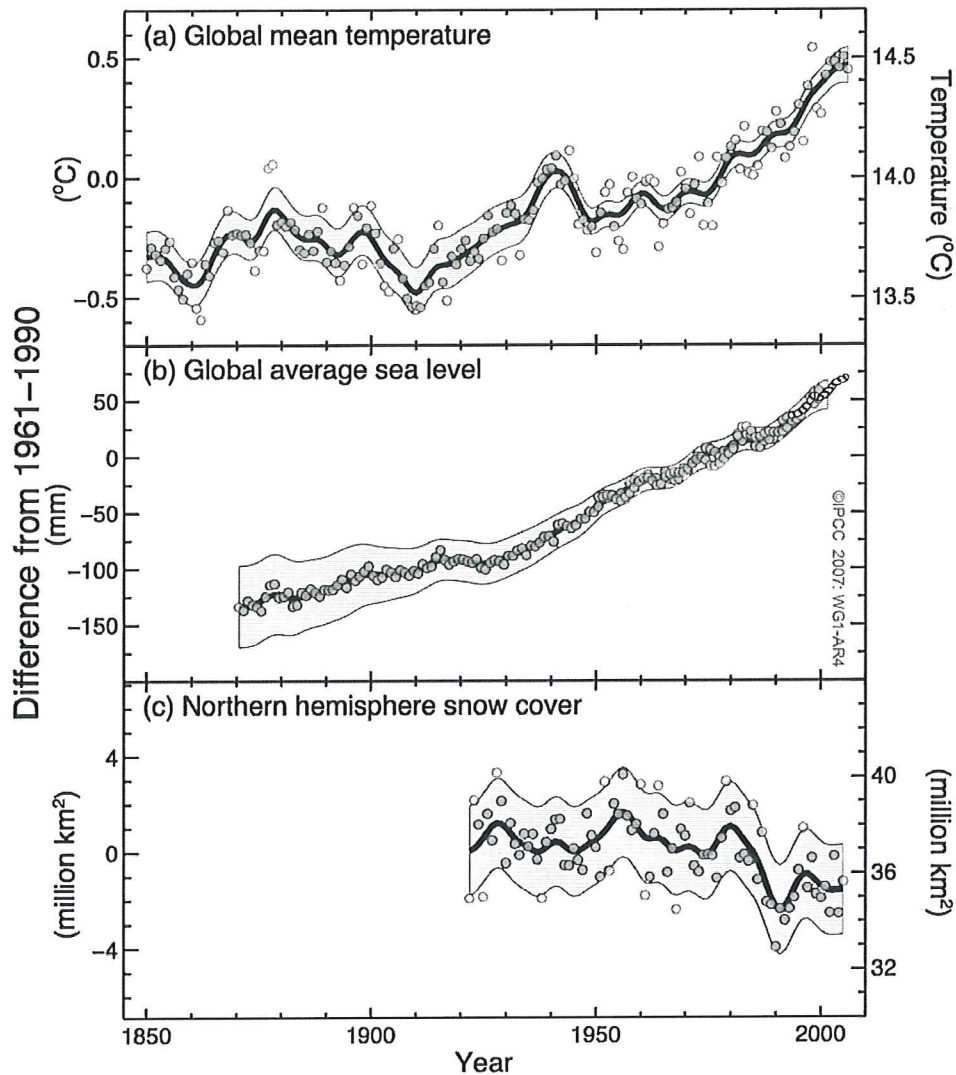 (a) Global mean temperature
0.5
0.0
−0.5
(ºC)
14.5
14.0
13.5
Temperature (ºC)
Difference from 1961–1990
(b) Global average sea level
50
0
−50
−100
−150
(mm)
©IPCC 2007: WG1-AR4
(c) Northern hemisphere snow cover
4
0
−4
(million km²)
40
36
32
(million km²)
1850
1900
1950
2000
Year